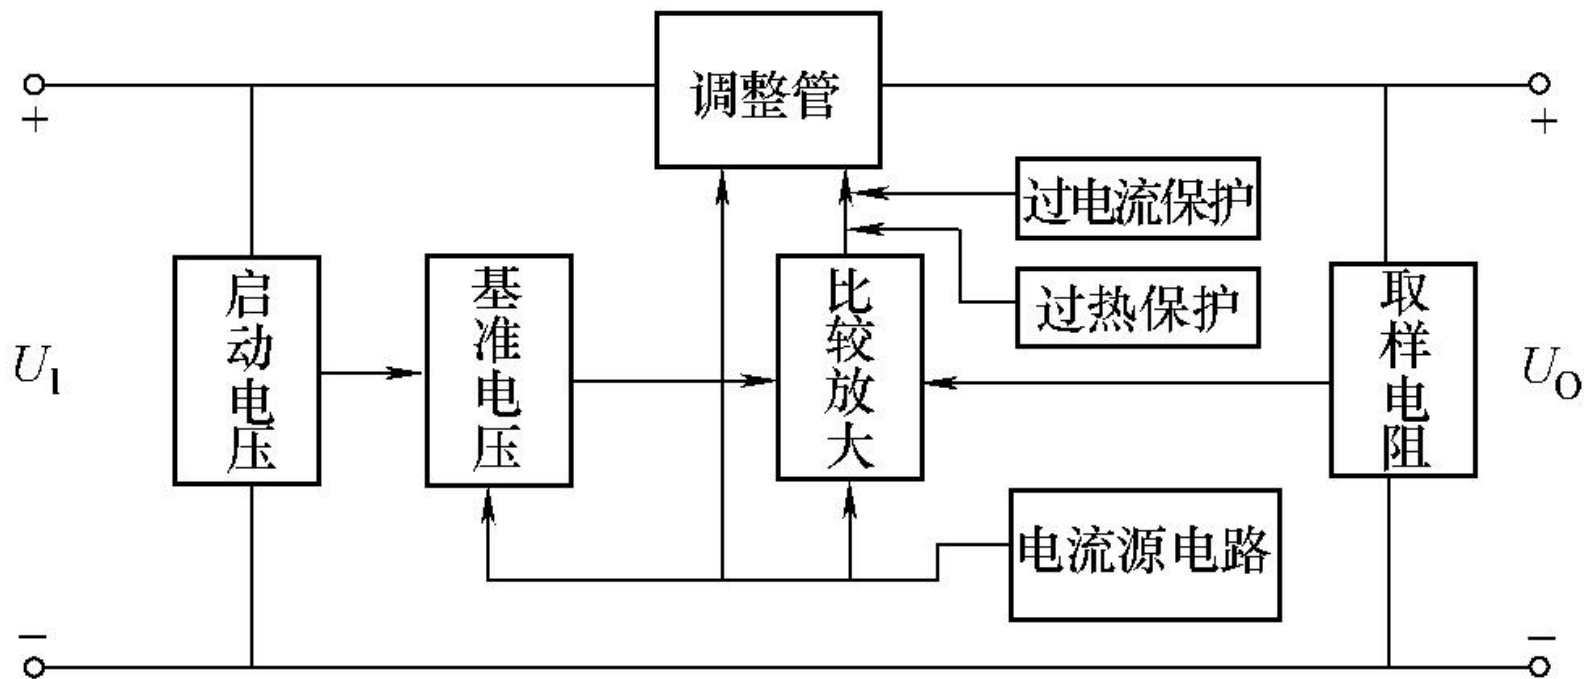 调整管
+
+
过电流保护
启动电压
基准电压
比较放大
过热保护
取样电阻
U₁
U_O
电流源电路
−
−